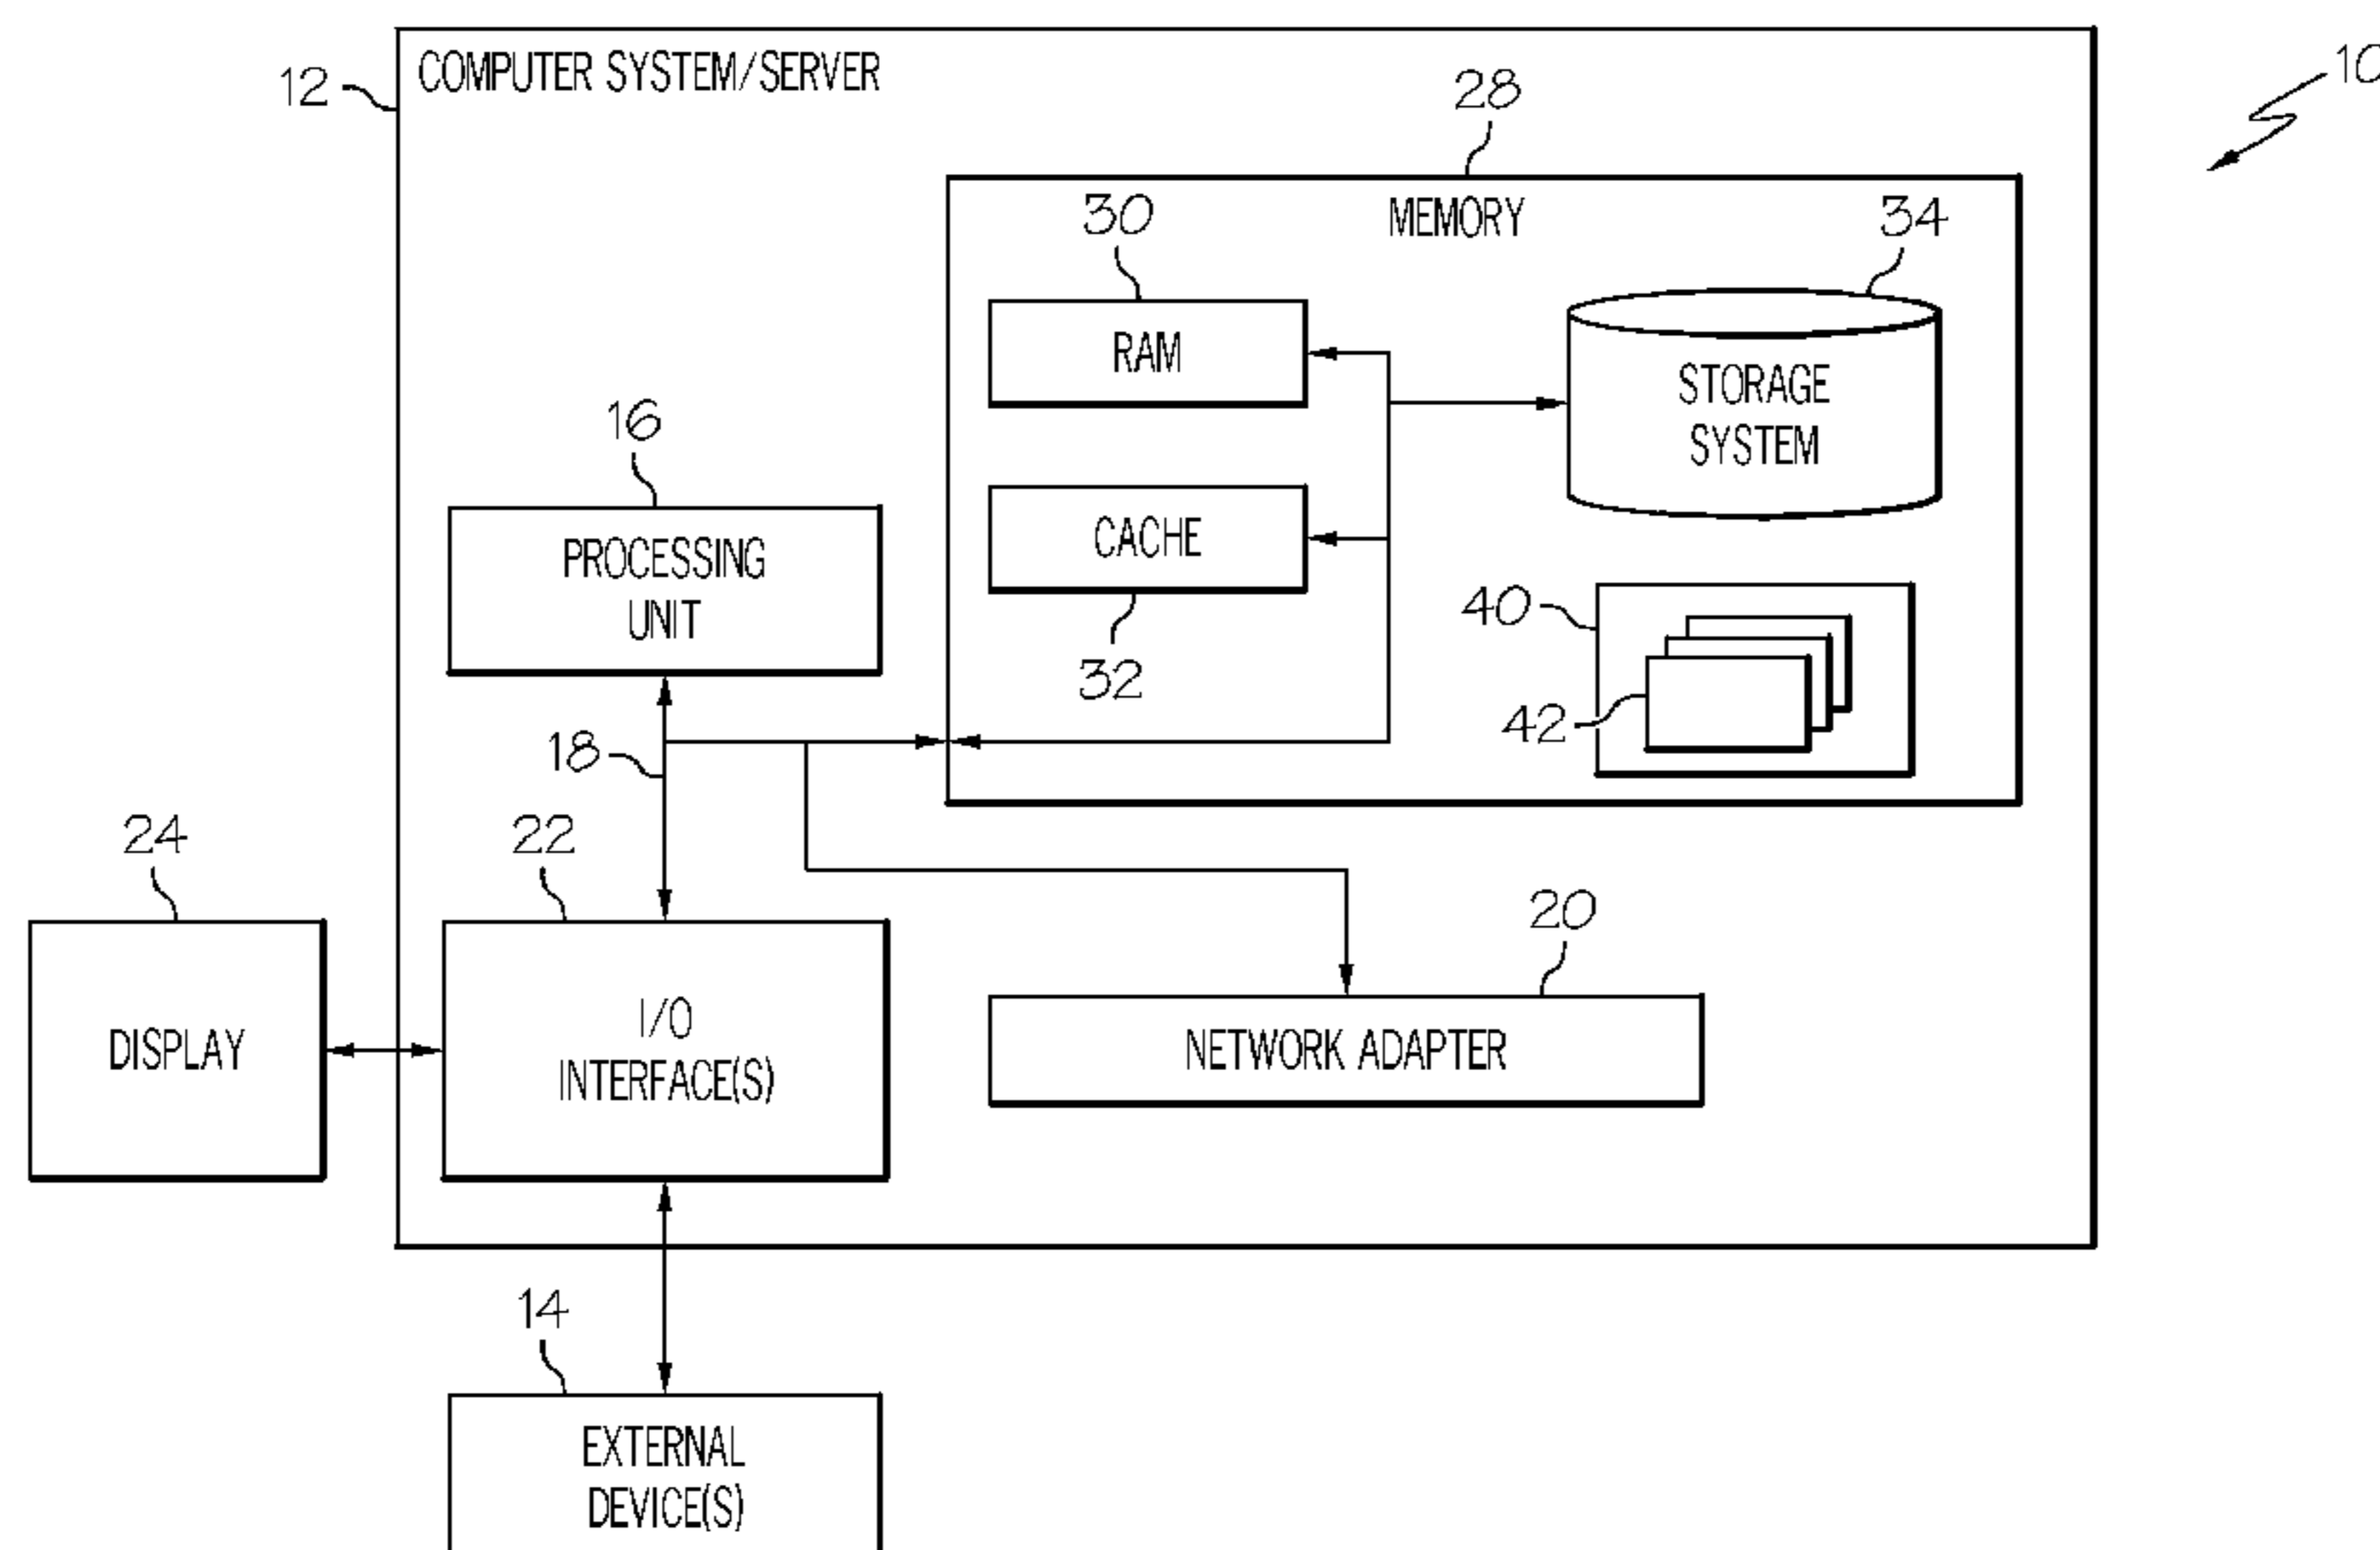 10
12
COMPUTER SYSTEM/SERVER
28
MEMORY
30
34
RAM
STORAGE
SYSTEM
16
CACHE
PROCESSING
UNIT
40
32
42
18
24
22
20
DISPLAY
I/O
INTERFACE(S)
NETWORK ADAPTER
14
EXTERNAL
DEVICE(S)